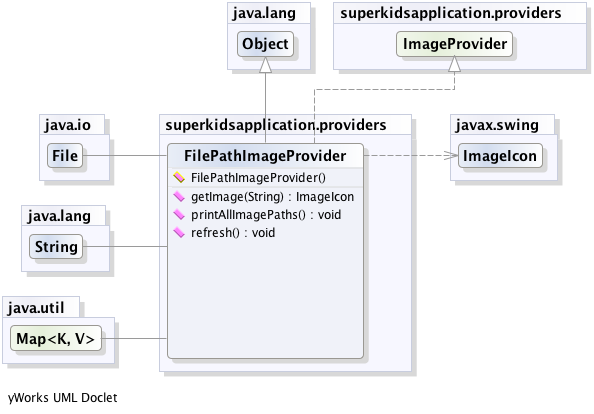 java.lang
Object
superkidsapplication.providers
ImageProvider
java.io
File
superkidsapplication.providers
FilePathImageProvider
FilePathImageProvider()
getImage(String) : ImageIcon
printAllImagePaths() : void
refresh() : void
javax.swing
ImageIcon
java.lang
String
java.util
Map<K, V>
yWorks UML Doclet